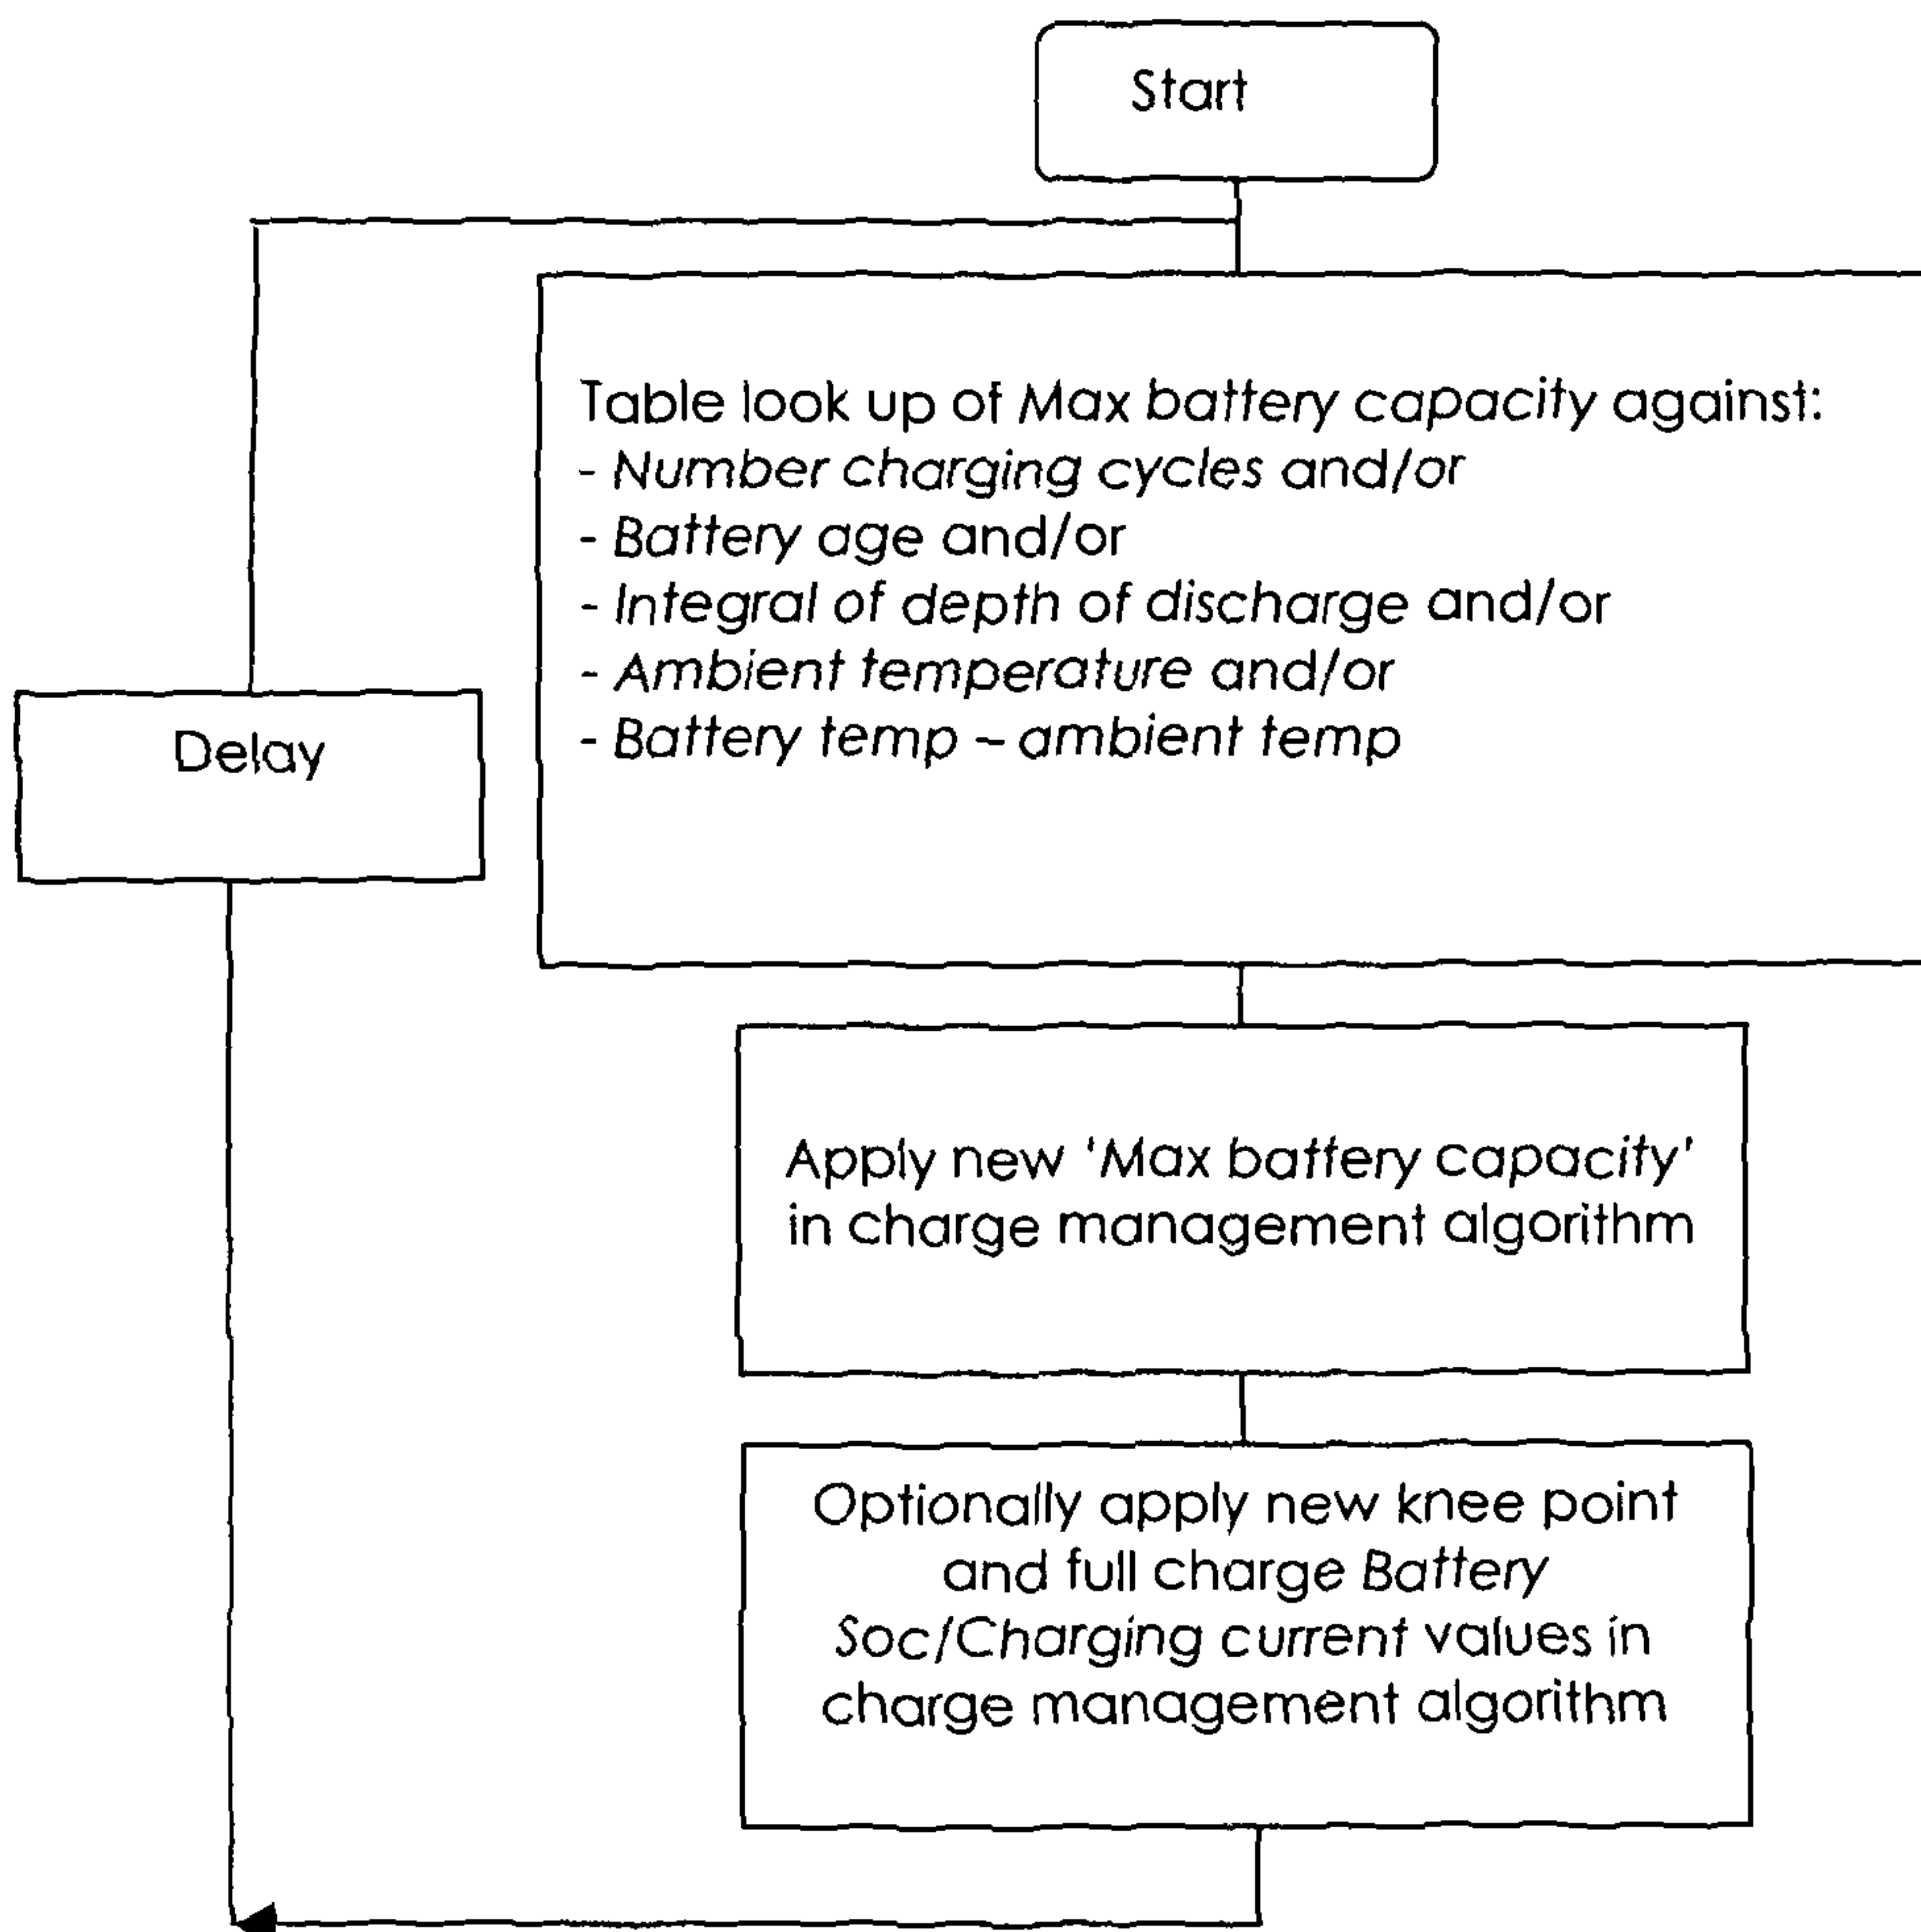 Start
Table look up of Max battery capacity against:
- Number charging cycles and/or
- Battery age and/or
- Integral of depth of discharge and/or
- Ambient temperature and/or
- Battery temp – ambient temp
Delay
Apply new 'Max battery capacity'
in charge management algorithm
Optionally apply new knee point
and full charge Battery
Soc/Charging current values in
charge management algorithm